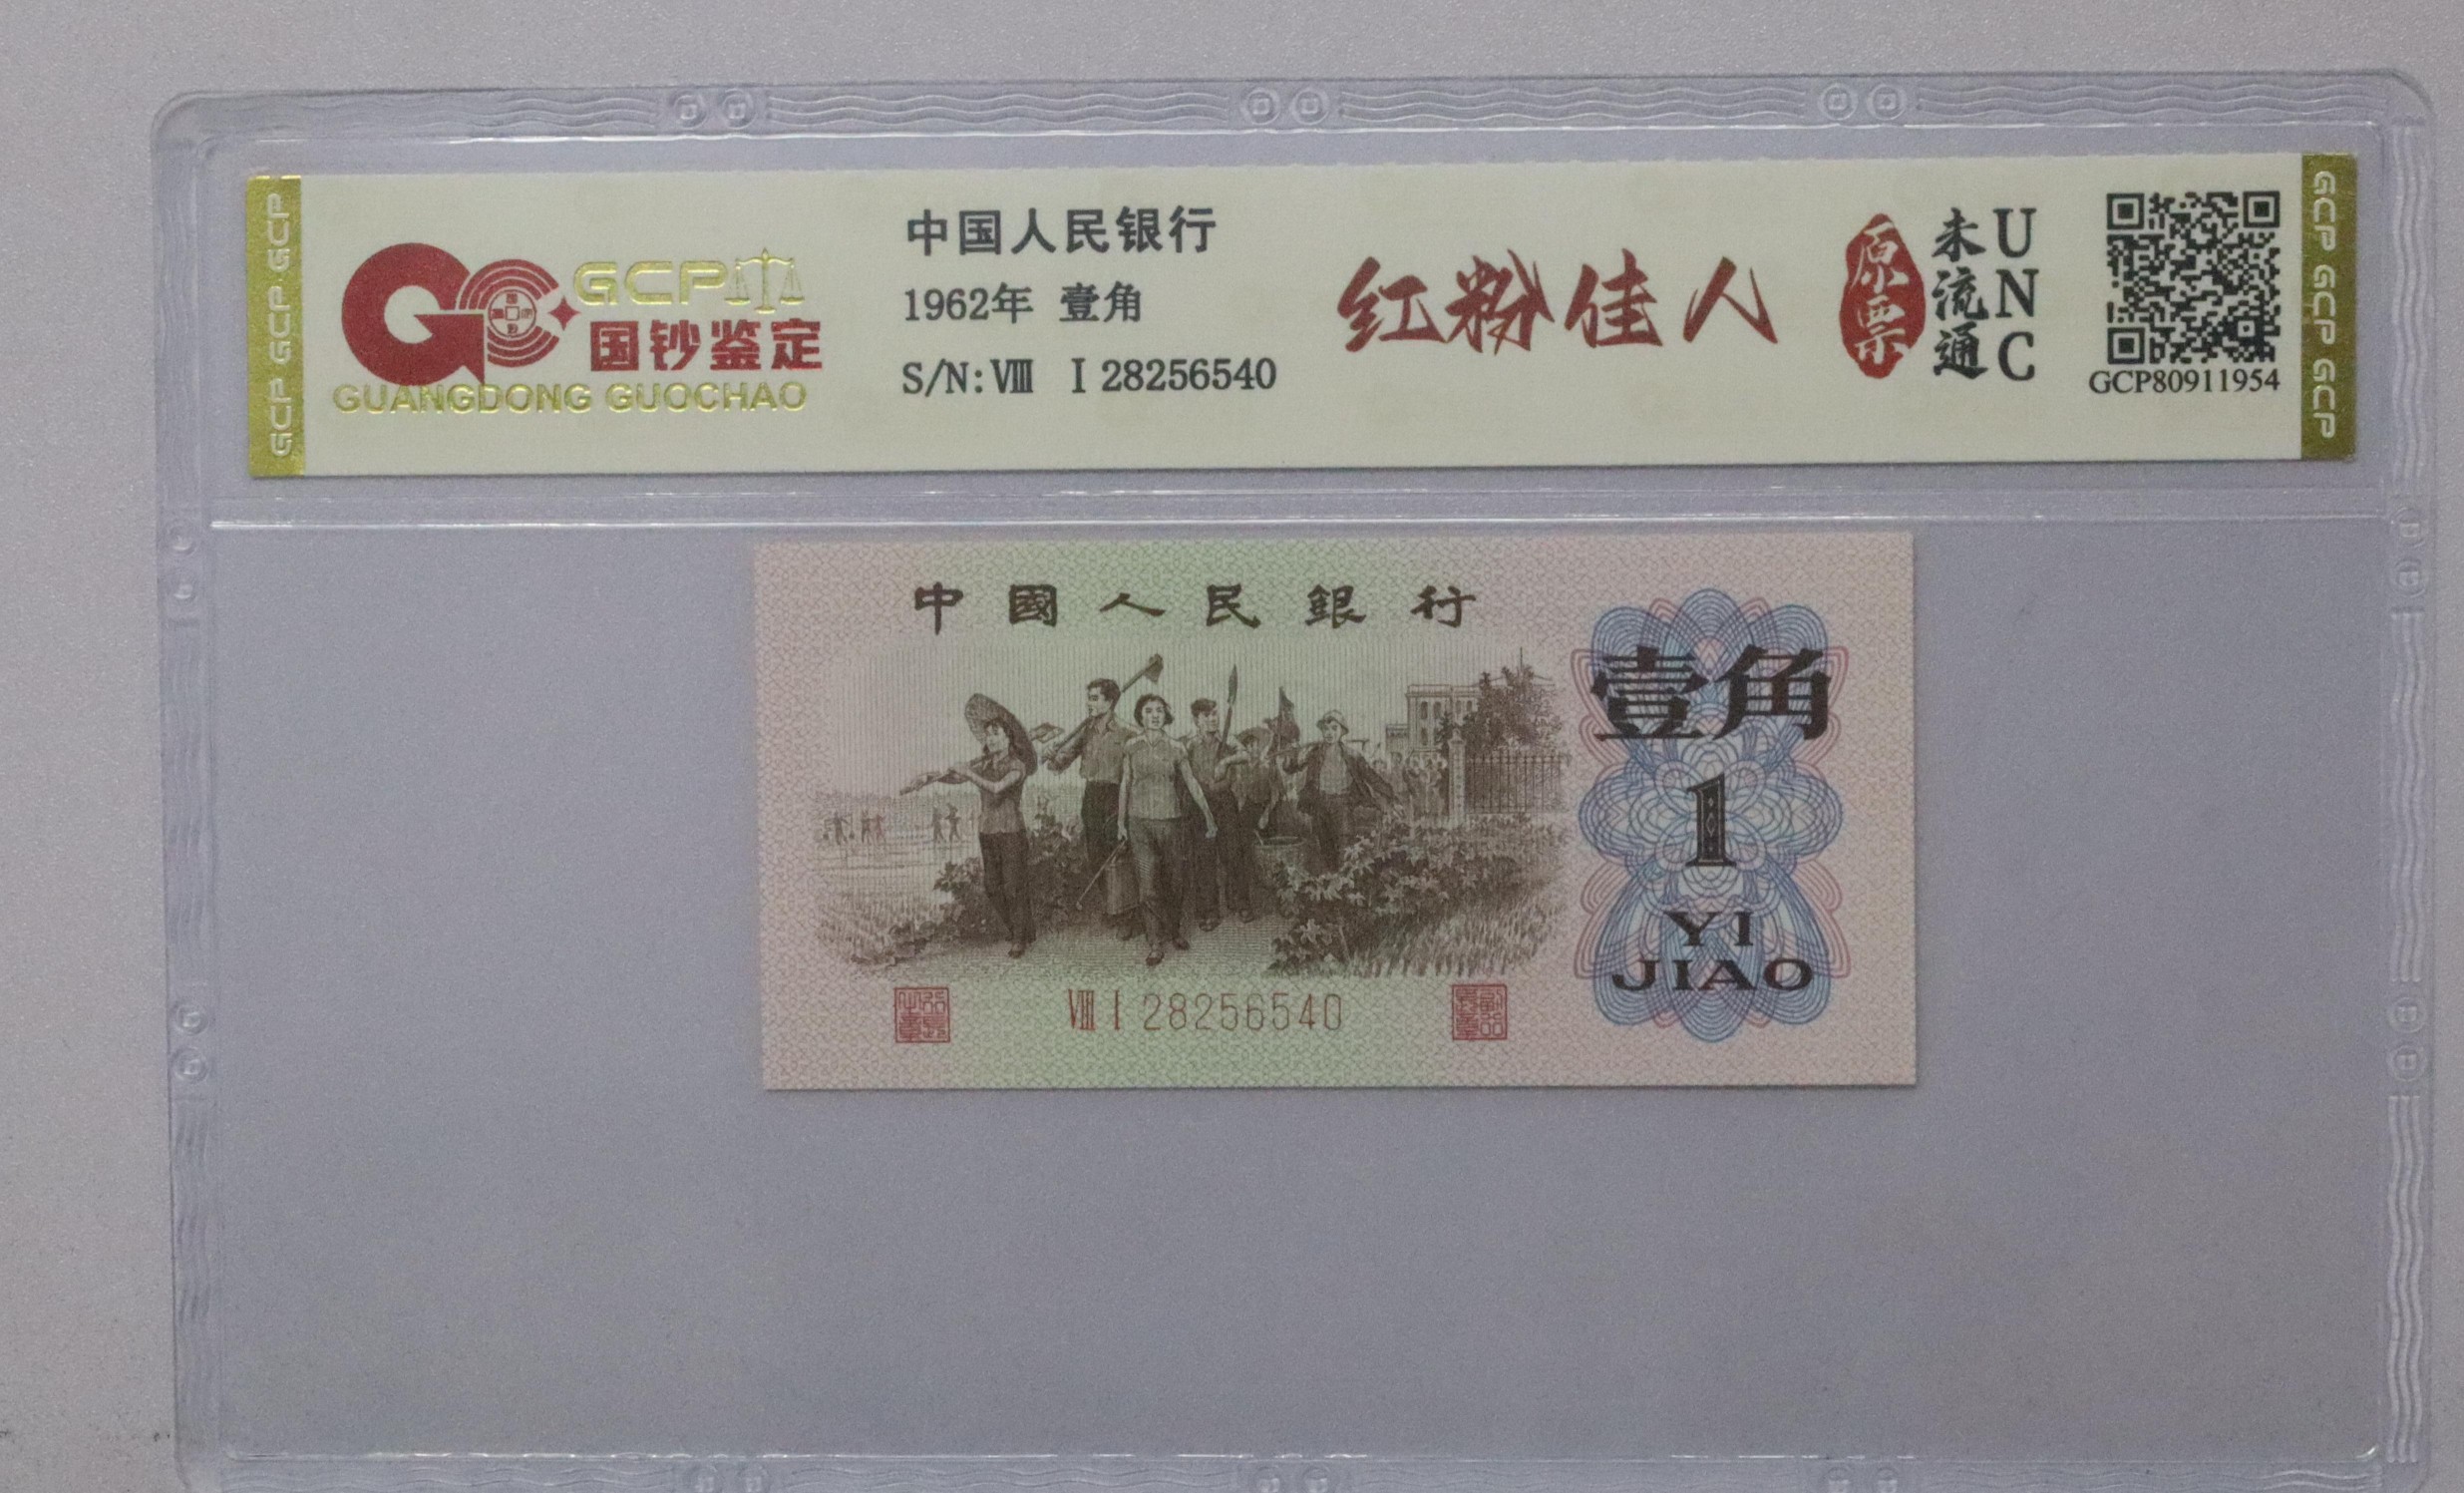 GCP GCP GCP
GCP
国钞鉴定
GUANGDONG GUOCHAO
中国人民银行
1962年 壹角
S/N:Ⅷ Ⅰ 28256540
红粉佳人
原票
未流通
UNC
GCP80911954
GCP GCP GCP
中國人民銀行
壹角
1
YI
JIAO
Ⅷ Ⅰ 28256540